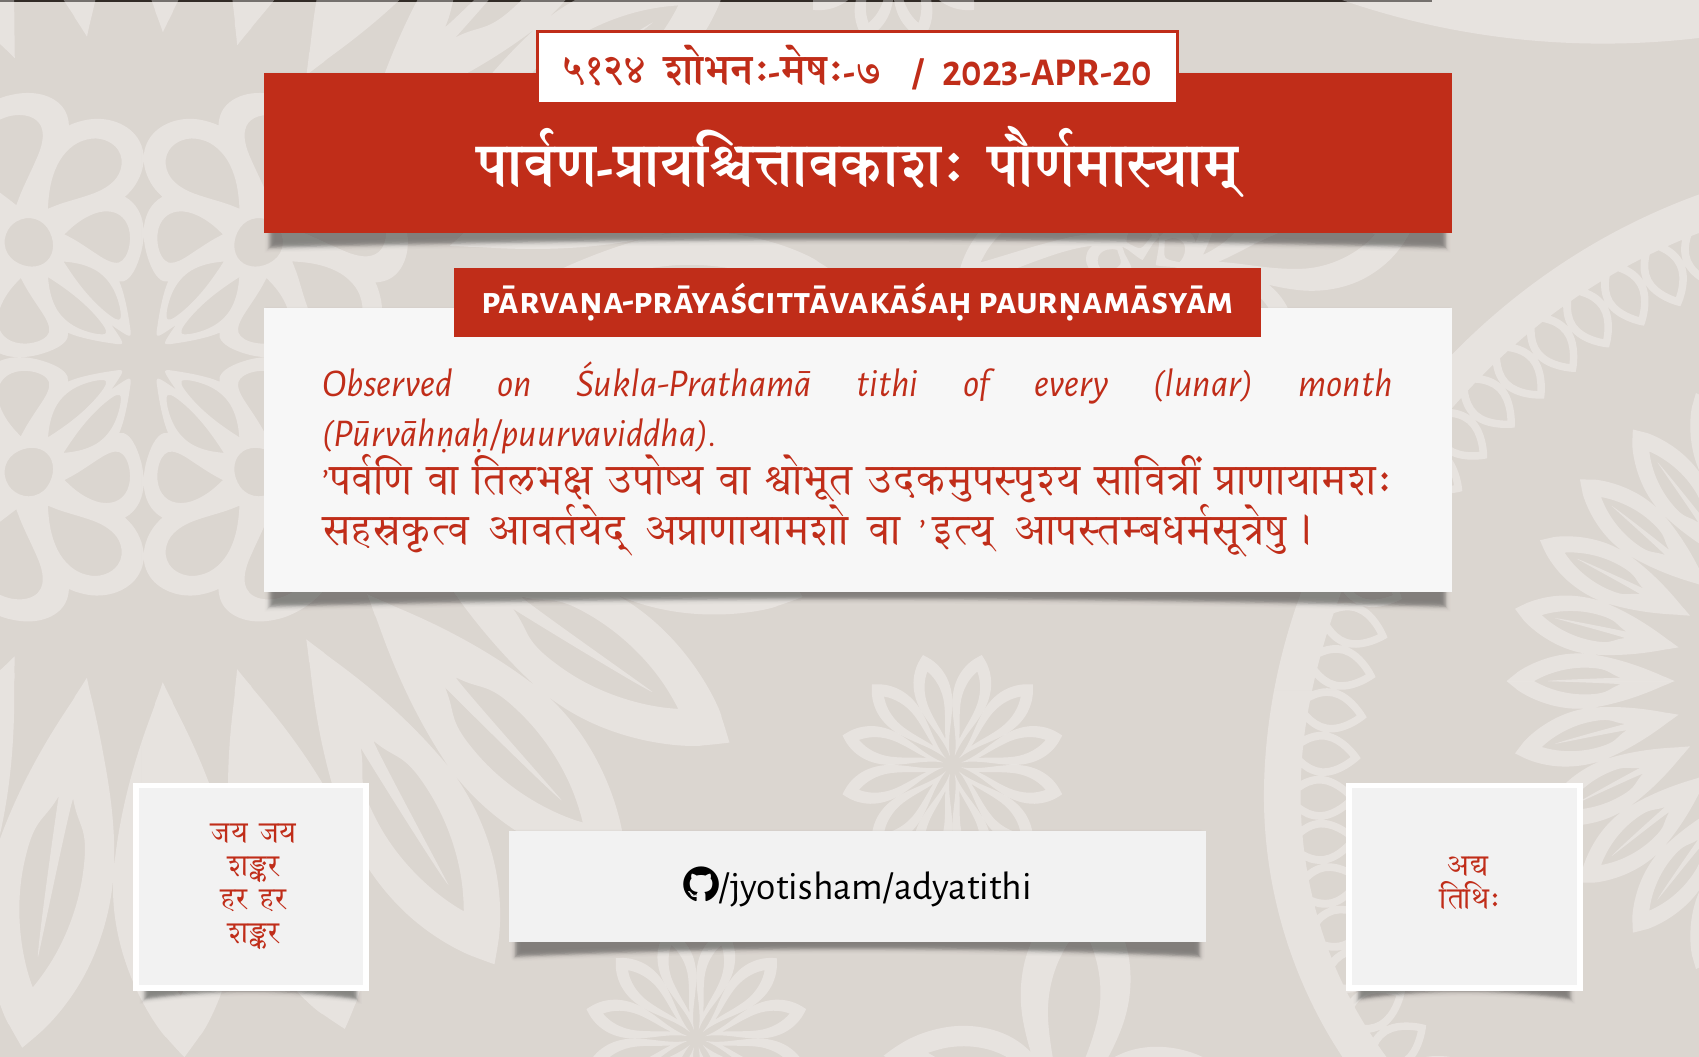 ५१२४ शोभनः-मेषः-७ / 2023-APR-20
पार्वण-प्रायश्चित्तावकाशः पौर्णमास्याम्
PĀRVAṆA-PRĀYAŚCITTĀVAKĀŚAḤ PAURṆAMĀSYĀM
Observed on Śukla-Prathamā tithi of every (lunar) month
(Pūrvāhṇaḥ/puurvaviddha).
’पर्वणि वा तिलभक्ष उपोष्य वा श्वोभूत उदकमुपस्पृश्य सावित्रीं प्राणायामशः
सहस्रकृत्व आवर्तयेद् अप्राणायामशो वा ’इत्य् आपस्तम्बधर्मसूत्रेषु।
जय जय
शङ्कर
हर हर
शङ्कर
/jyotisham/adyatithi
अद्य
तिथिः